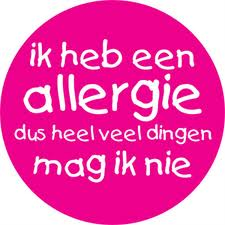 ik heb een
allergie
dus heel veel dingen
mag ik nie